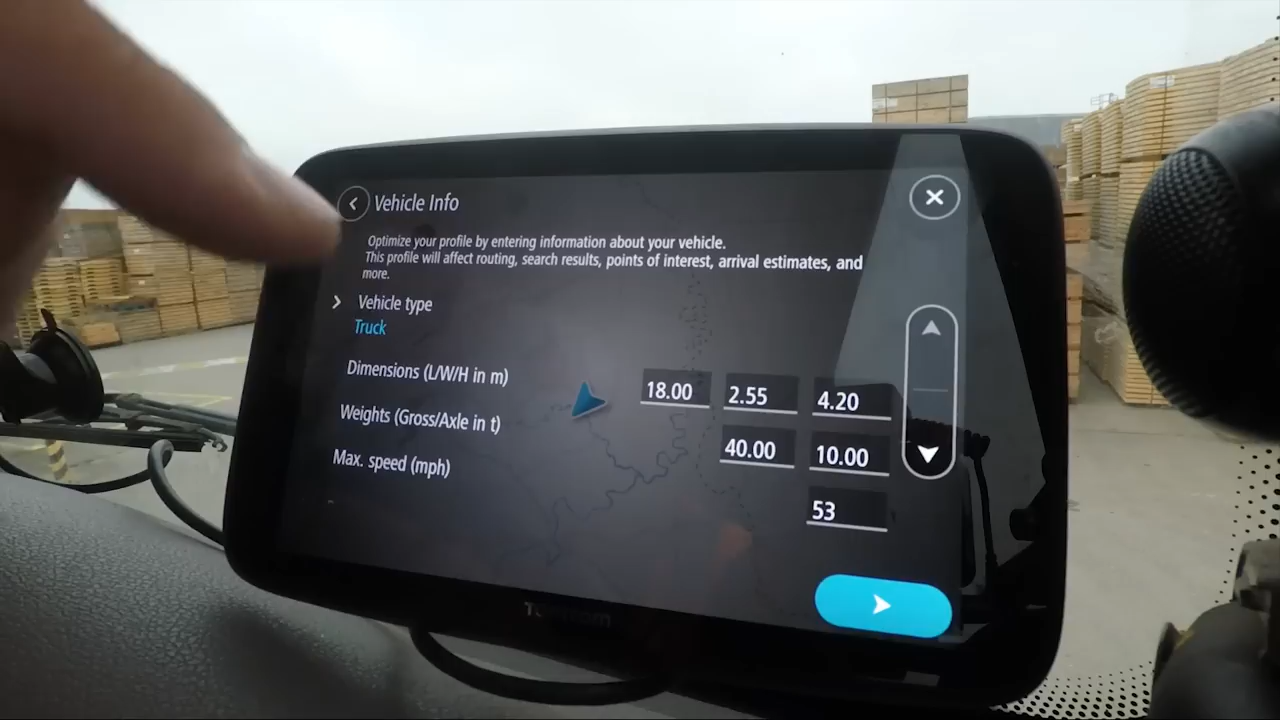 Vehicle Info
Optimize your profile by entering information about your vehicle.
This profile will affect routing, search results, points of interest, arrival estimates, and
more.
Vehicle type
Truck
Dimensions (L/W/H in m) 18.00 2.55 4.20
Weights (Gross/Axle in t) 40.00 10.00
Max. speed (mph) 53